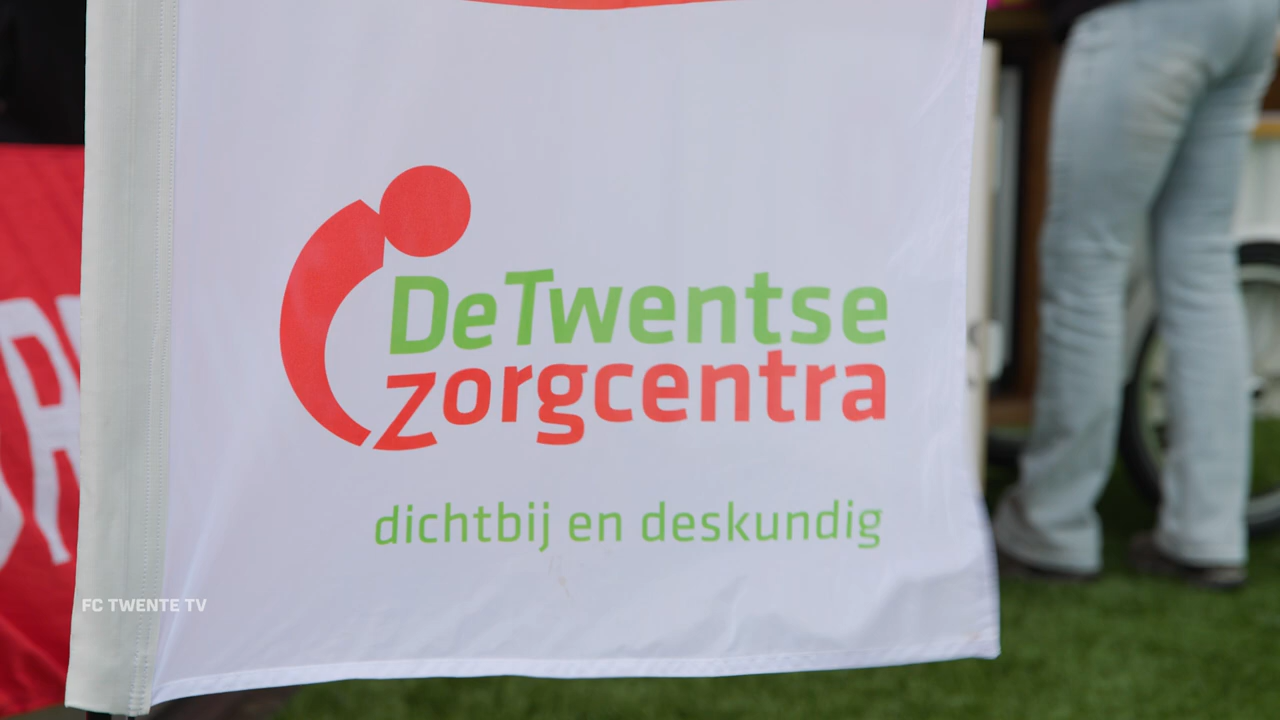 DeTwentse
zorgcentra
dichtbij en deskundig
FC TWENTE TV